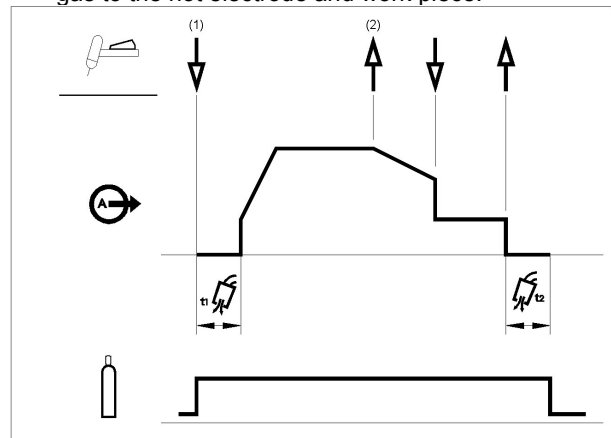 gas to the hot electrode and work piece.
(1) (2)
A
t1 t2